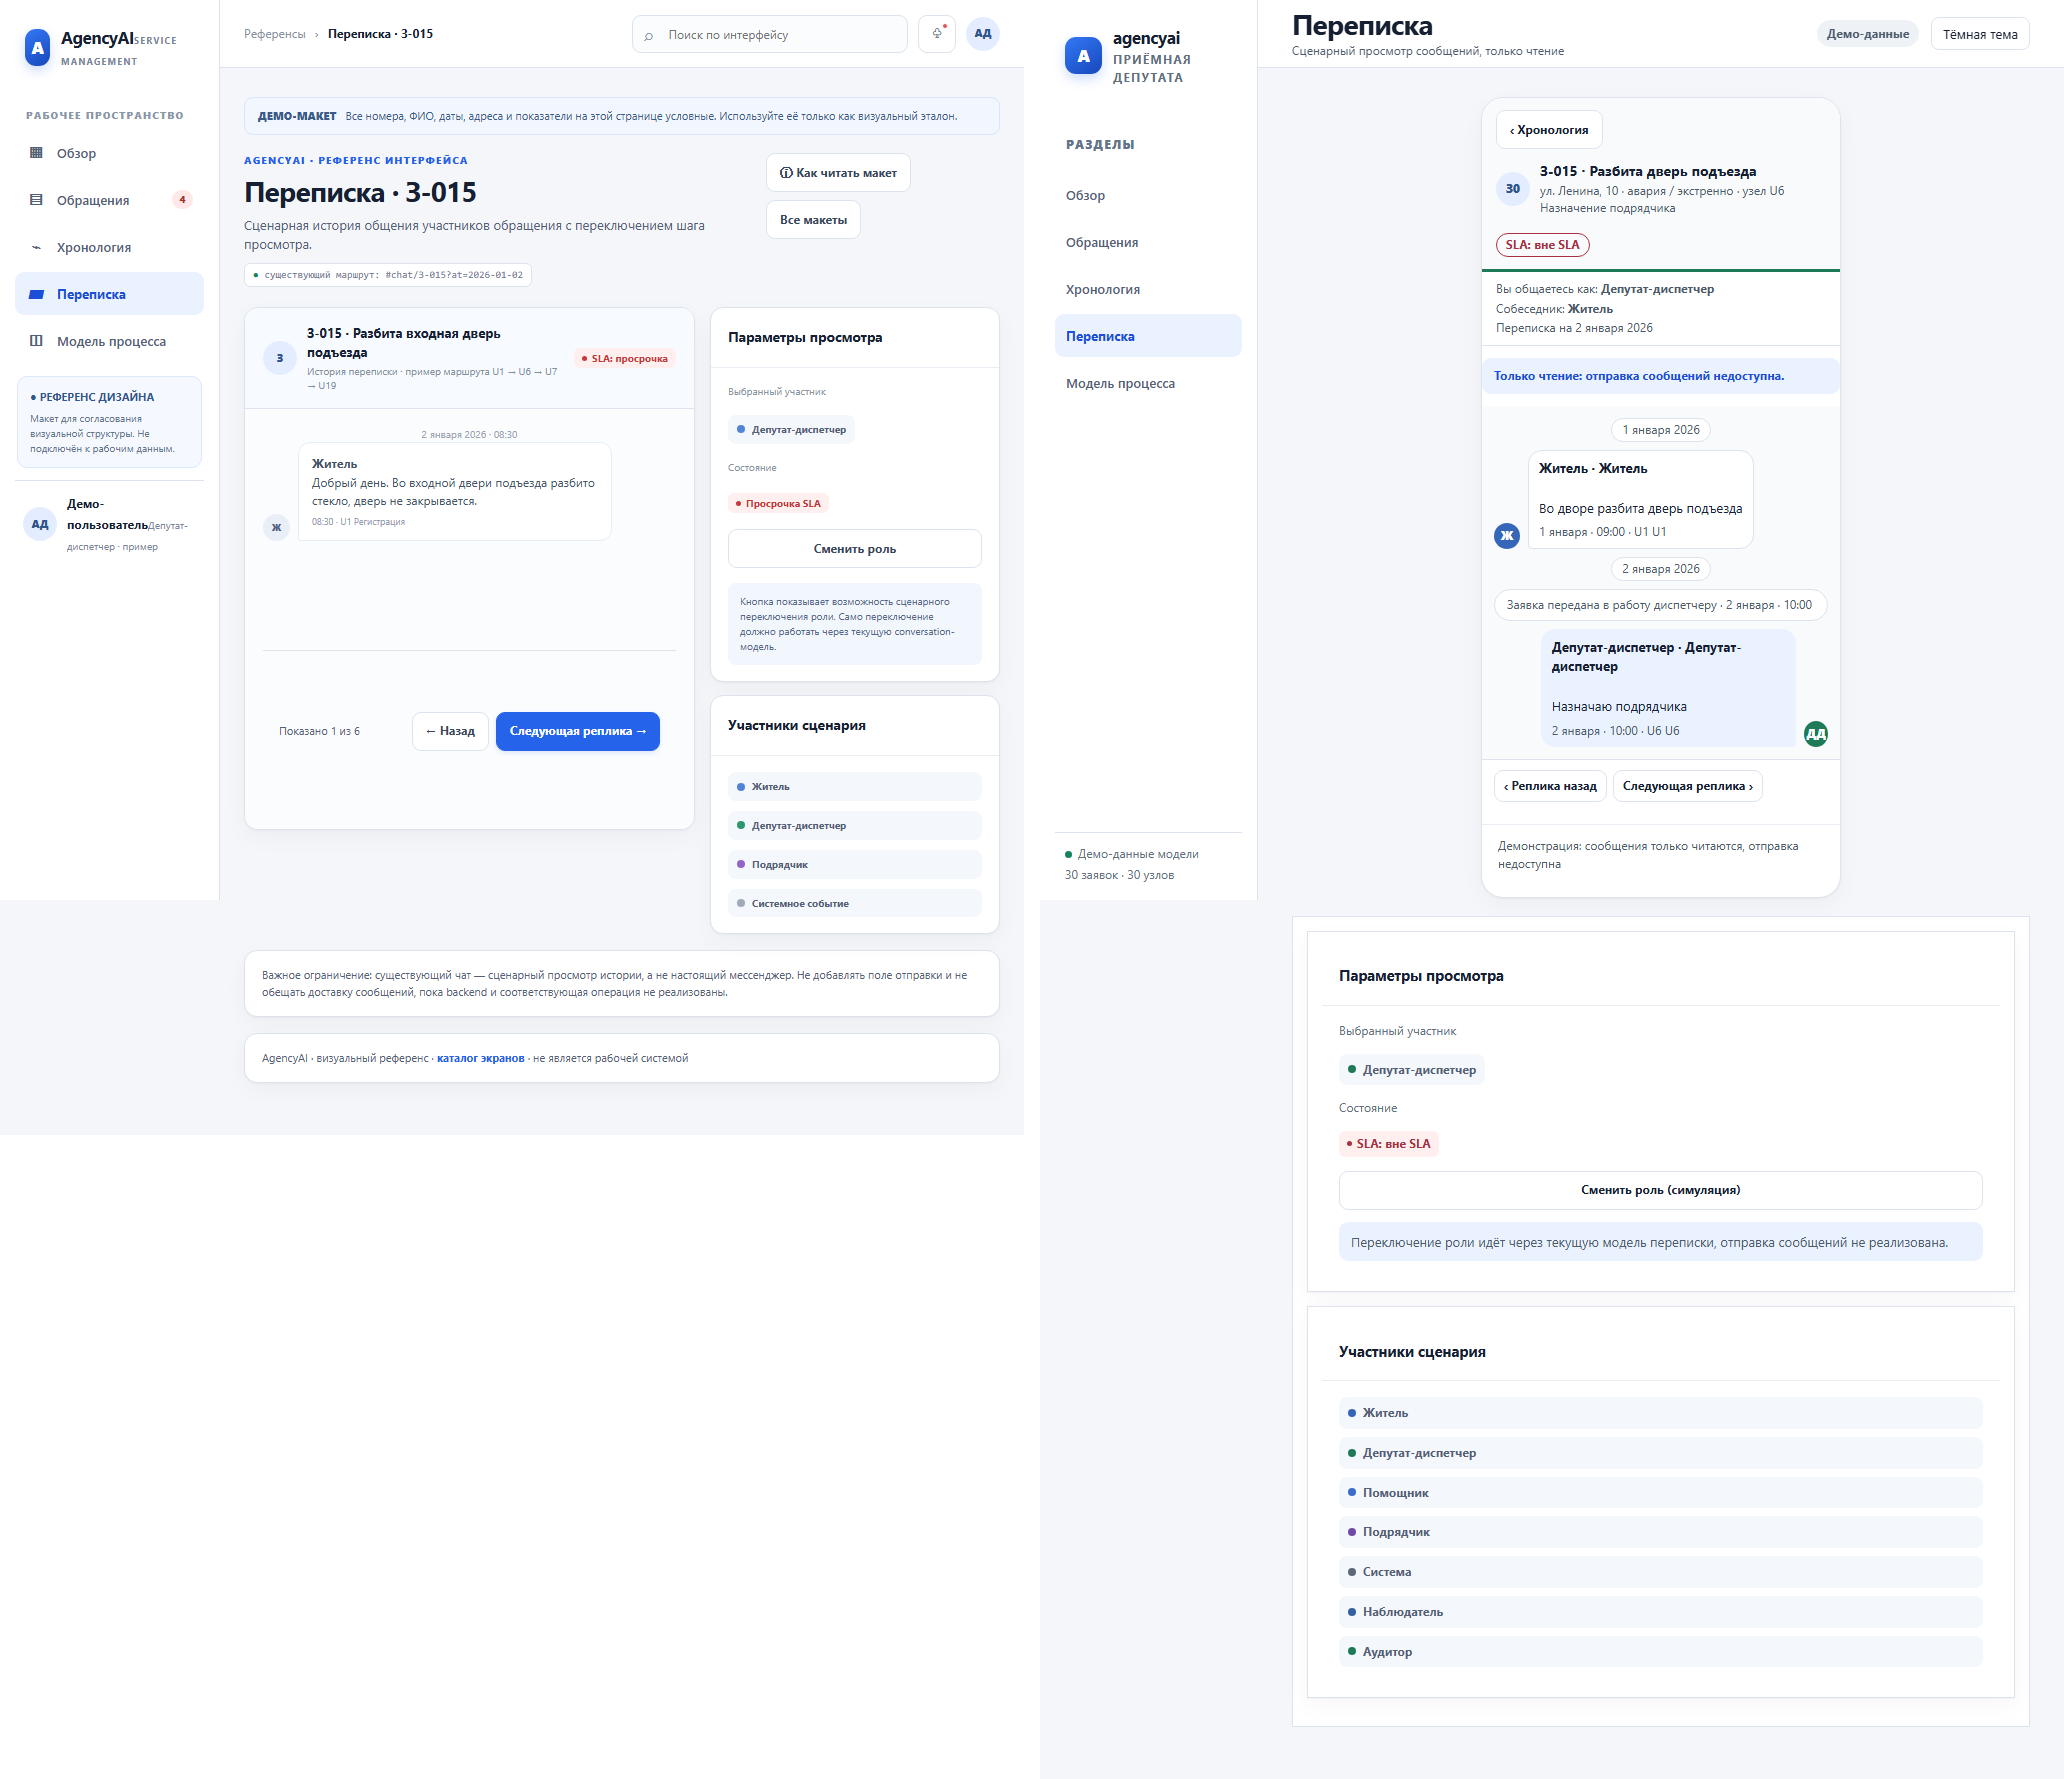 A
AgencyAI SERVICE
MANAGEMENT
РАБОЧЕЕ ПРОСТРАНСТВО
Обзор
Обращения
4
Хронология
Переписка
Модель процесса
● РЕФЕРЕНС ДИЗАЙНА
Макет для согласования
визуальной структуры. Не
подключён к рабочим данным.
АД
Демо-
пользователь Депутат-
диспетчер · пример
Референсы › Переписка · З-015
Поиск по интерфейсу
АД
ДЕМО-МАКЕТ Все номера, ФИО, даты, адреса и показатели на этой странице условные. Используйте её только как визуальный эталон.
AGENCYAI · РЕФЕРЕНС ИНТЕРФЕЙСА
Переписка · З-015
Сценарная история общения участников обращения с переключением шага
просмотра.
существующий маршрут: #chat/З-015?at=2026-01-02
ⓘ Как читать макет
Все макеты
З
З-015 · Разбита входная дверь
подъезда
История переписки · пример маршрута U1 → U6 → U7
→ U19
SLA: просрочка
2 января 2026 · 08:30
Житель
Добрый день. Во входной двери подъезда разбито
стекло, дверь не закрывается.
08:30 · U1 Регистрация
Ж
Показано 1 из 6
← Назад
Следующая реплика →
Параметры просмотра
Выбранный участник
Депутат-диспетчер
Состояние
Просрочка SLA
Сменить роль
Кнопка показывает возможность сценарного
переключения роли. Само переключение
должно работать через текущую conversation-
модель.
Участники сценария
Житель
Депутат-диспетчер
Подрядчик
Системное событие
Важное ограничение: существующий чат — сценарный просмотр истории, а не настоящий мессенджер. Не добавлять поле отправки и не
обещать доставку сообщений, пока backend и соответствующая операция не реализованы.
AgencyAI · визуальный референс · каталог экранов · не является рабочей системой
A
agencyai
ПРИЁМНАЯ
ДЕПУТАТА
РАЗДЕЛЫ
Обзор
Обращения
Хронология
Переписка
Модель процесса
Демо-данные модели
30 заявок · 30 узлов
Переписка
Сценарный просмотр сообщений, только чтение
Демо-данные
Тёмная тема
‹ Хронология
З0
З-015 · Разбита дверь подъезда
ул. Ленина, 10 · авария / экстренно · узел U6
Назначение подрядчика
SLA: вне SLA
Вы общаетесь как: Депутат-диспетчер
Собеседник: Житель
Переписка на 2 января 2026
Только чтение: отправка сообщений недоступна.
1 января 2026
Житель · Житель
Во дворе разбита дверь подъезда
1 января · 09:00 · U1 U1
Ж
2 января 2026
Заявка передана в работу диспетчеру · 2 января · 10:00
Депутат-диспетчер · Депутат-
диспетчер
Назначаю подрядчика
2 января · 10:00 · U6 U6
ДД
‹ Реплика назад
Следующая реплика ›
Демонстрация: сообщения только читаются, отправка
недоступна
Параметры просмотра
Выбранный участник
Депутат-диспетчер
Состояние
SLA: вне SLA
Сменить роль (симуляция)
Переключение роли идёт через текущую модель переписки, отправка сообщений не реализована.
Участники сценария
Житель
Депутат-диспетчер
Помощник
Подрядчик
Система
Наблюдатель
Аудитор